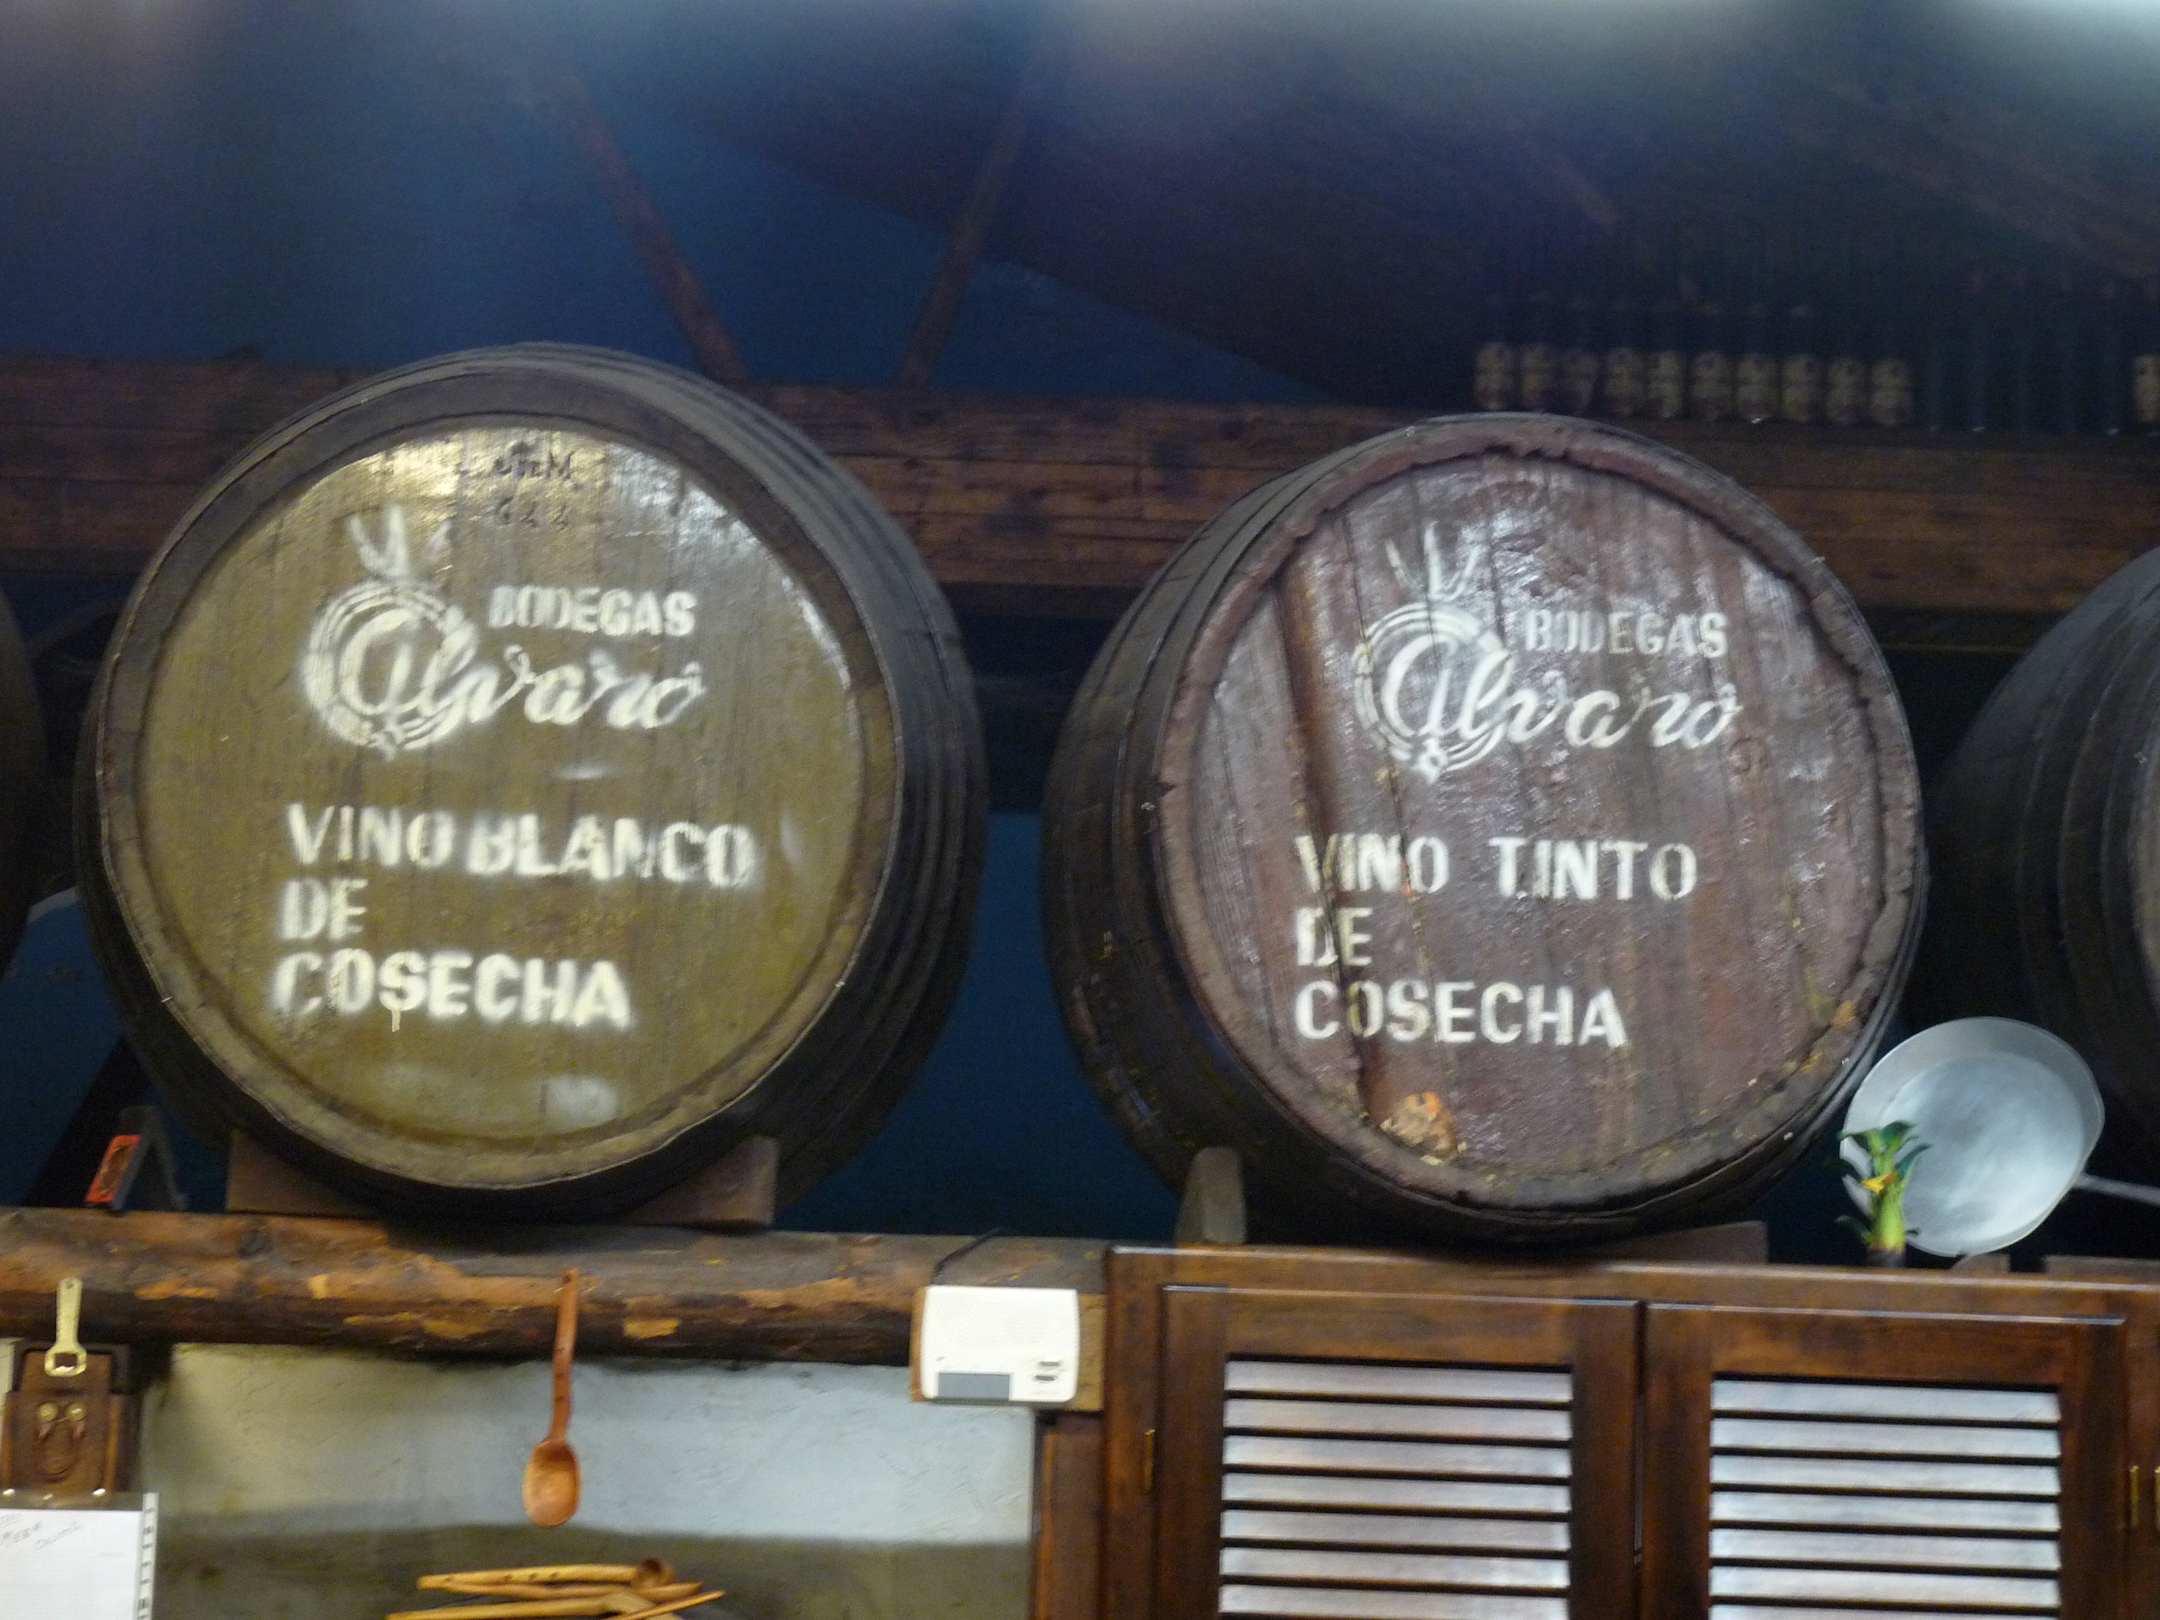 BODEGAS
Alvaro
VINO BLANCO
DE
COSECHA
BODEGAS
Alvaro
VINO TINTO
DE
COSECHA